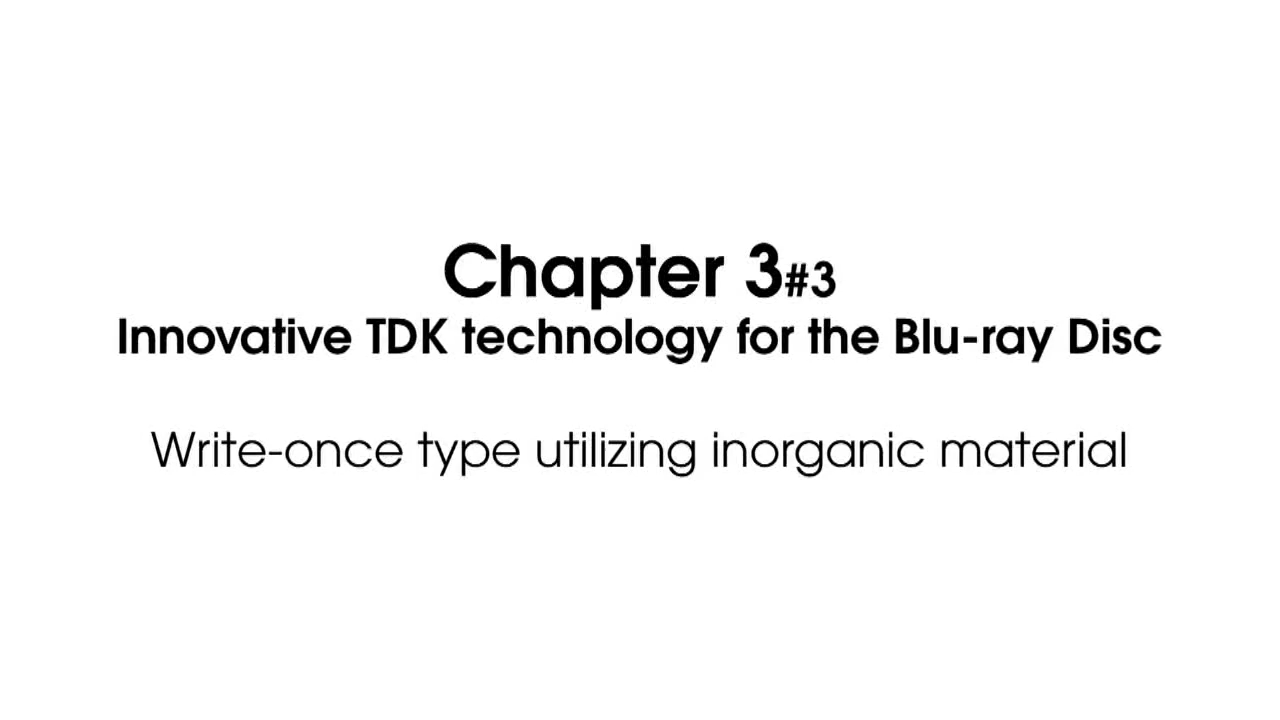 Chapter 3#3
Innovative TDK technology for the Blu-ray Disc
Write-once type utilizing inorganic material